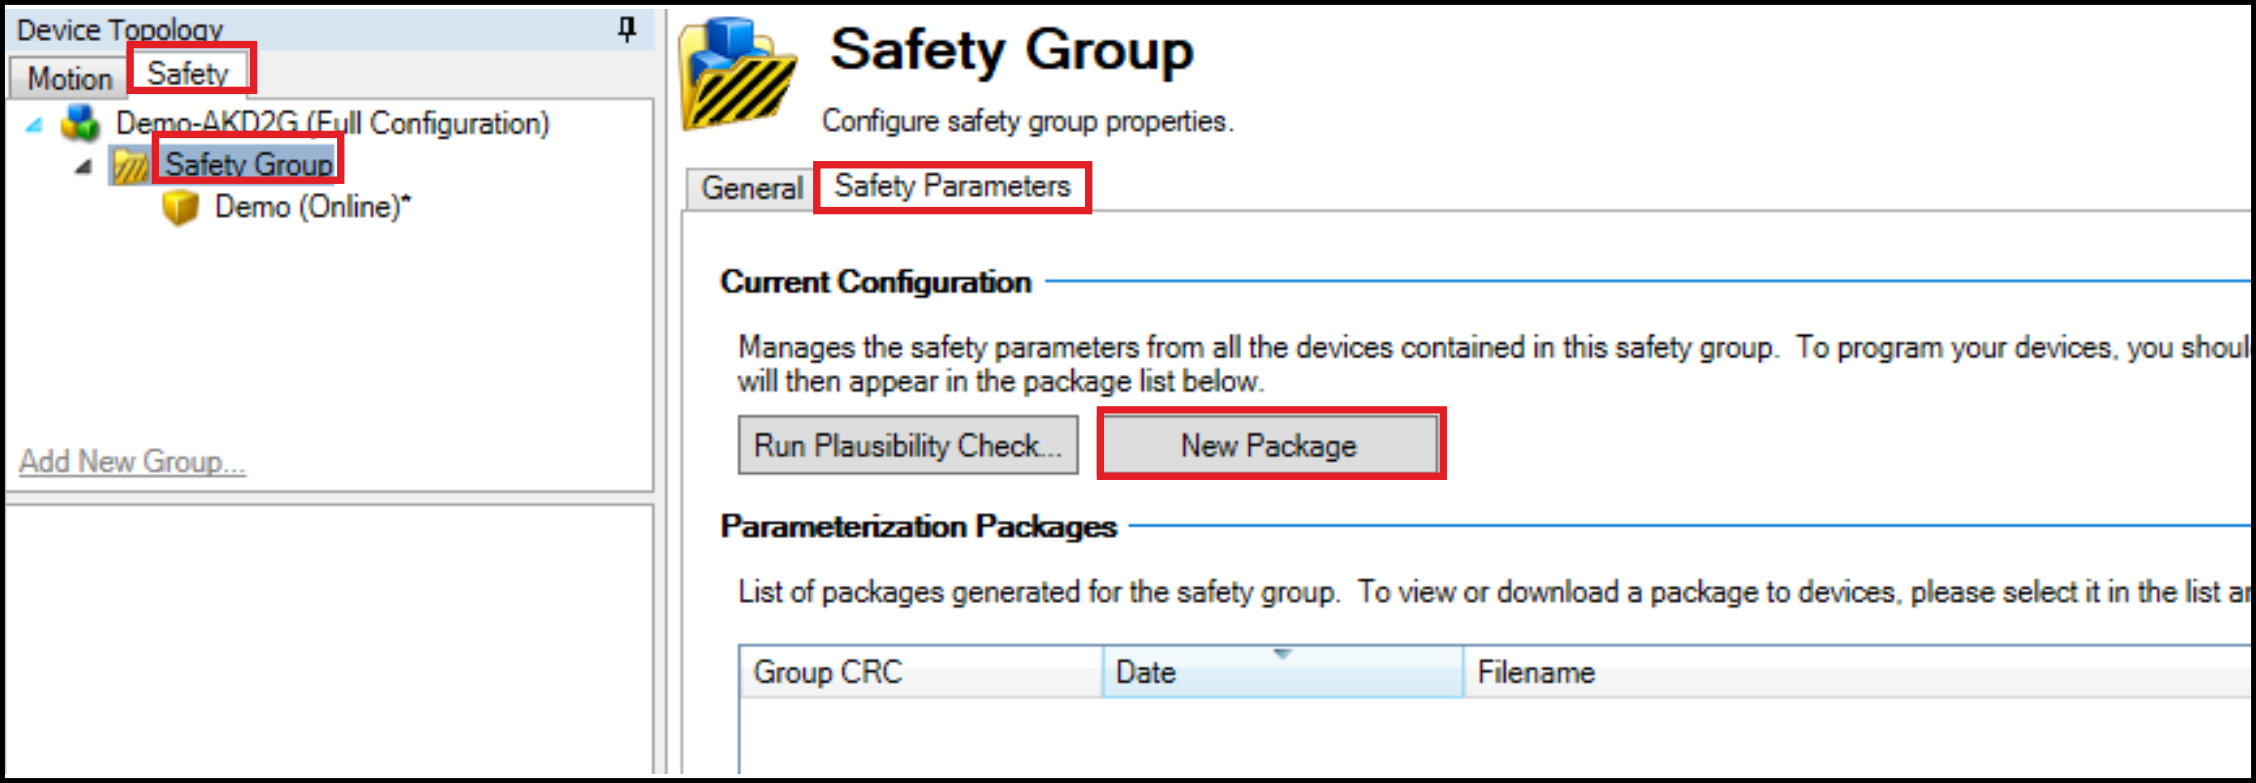 Device Topology
Motion
Safety
Demo-AKD2G (Full Configuration)
Safety Group
Demo (Online)*
Add New Group...
Safety Group
Configure safety group properties.
General
Safety Parameters
Current Configuration
Manages the safety parameters from all the devices contained in this safety group. To program your devices, you
will then appear in the package list below.
Run Plausibility Check...
New Package
Parameterization Packages
List of packages generated for the safety group. To view or download a package to devices, please select it in the list
Group CRC
Date
Filename